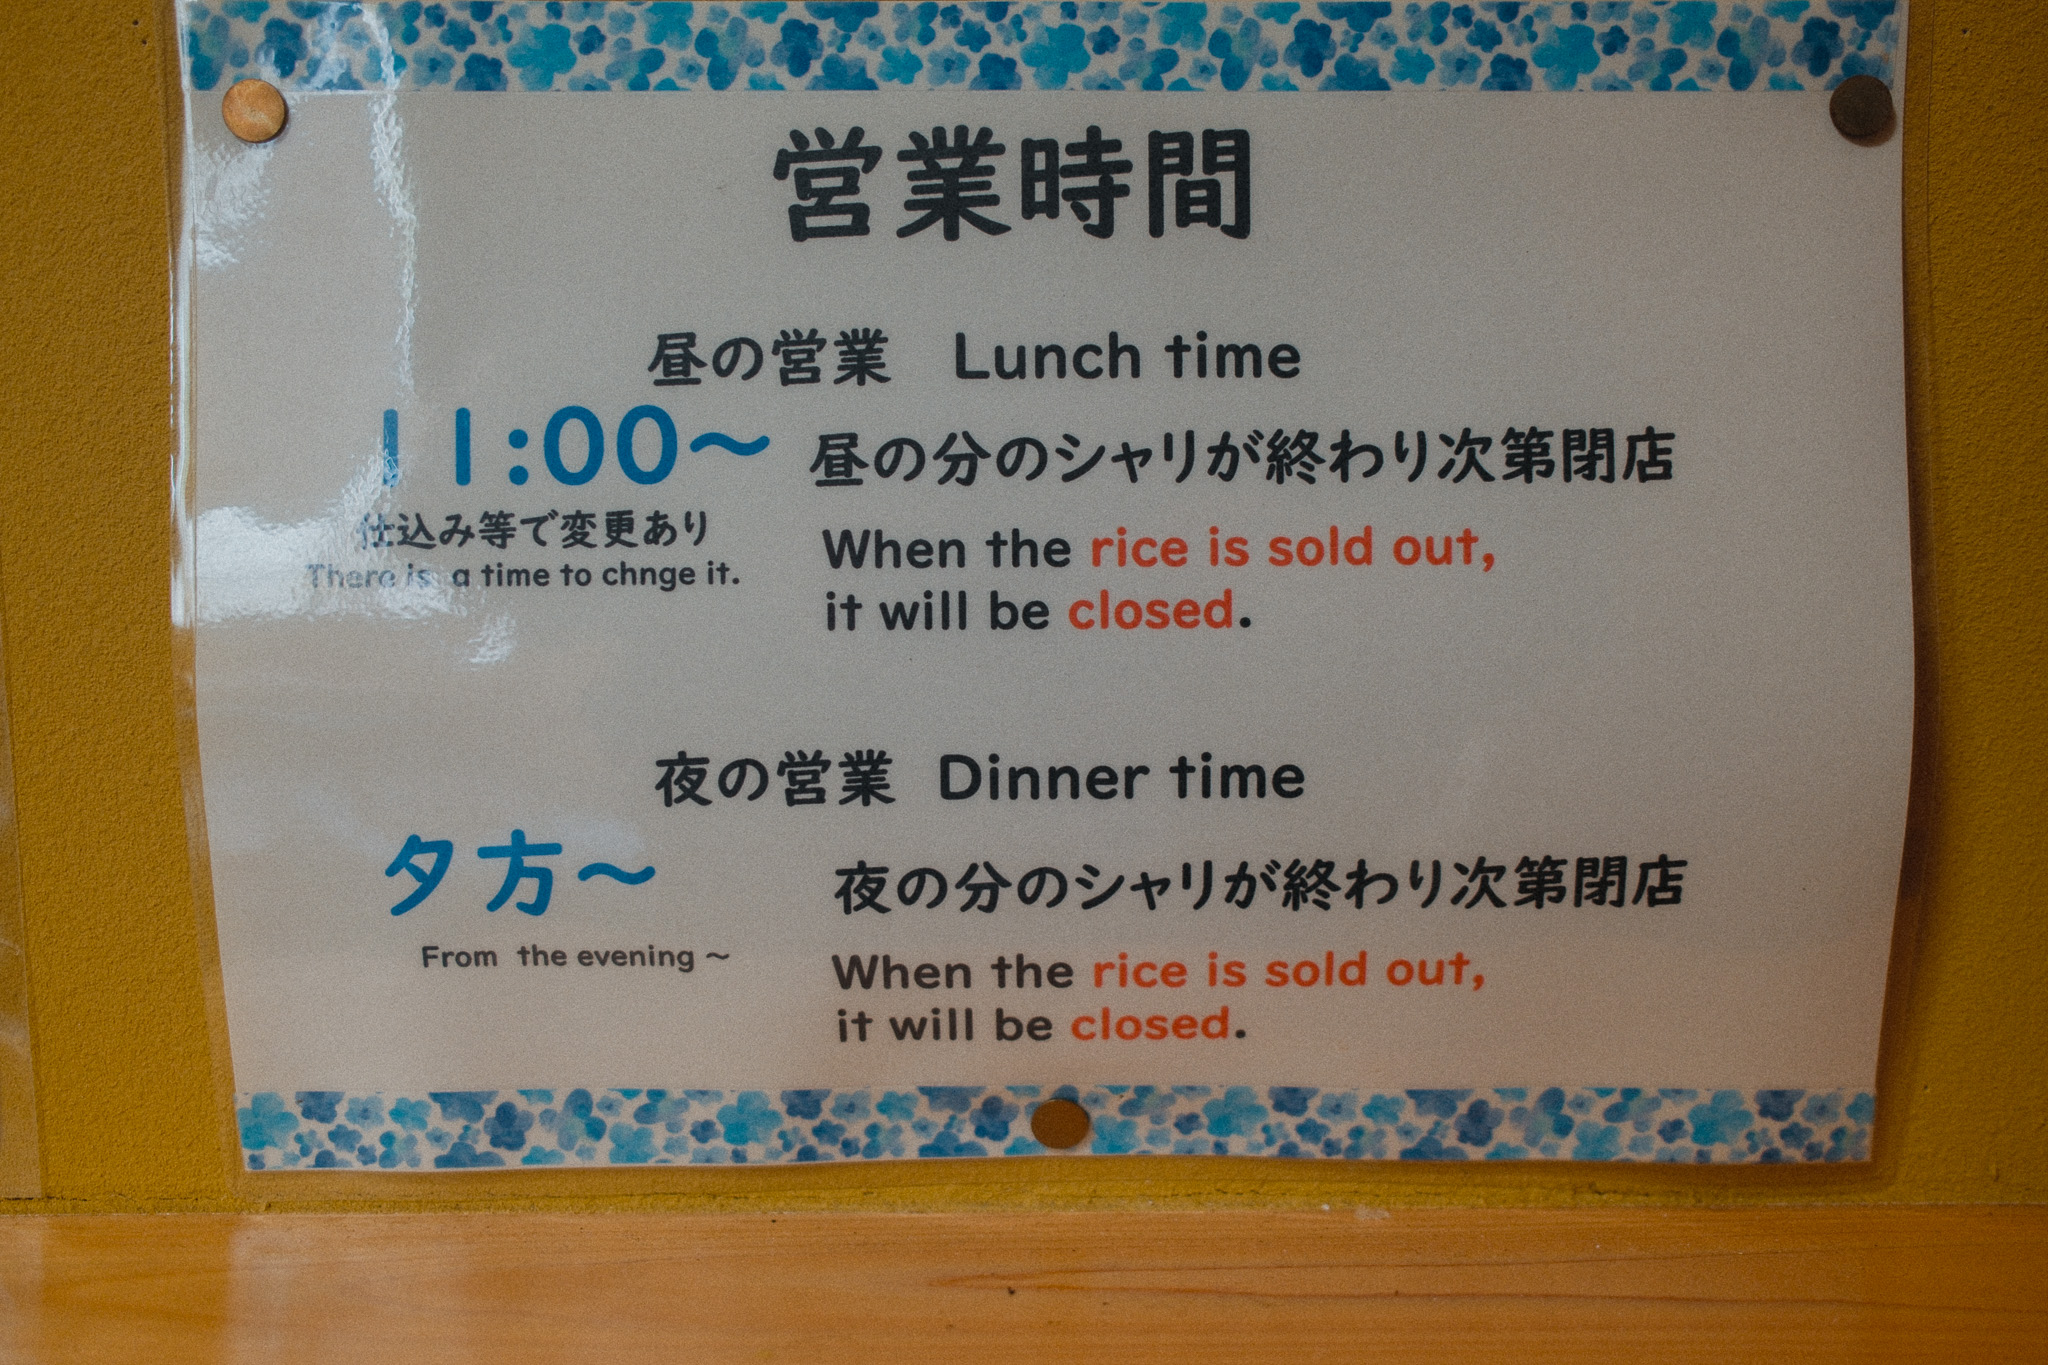 営業時間
昼の営業 Lunch time
11:00～ 昼の分のシャリが終わり次第閉店
仕込み等で変更あり
There is a time to chnge it.
When the rice is sold out,
it will be closed.
夜の営業 Dinner time
夕方～ 夜の分のシャリが終わり次第閉店
From the evening ～
When the rice is sold out,
it will be closed.